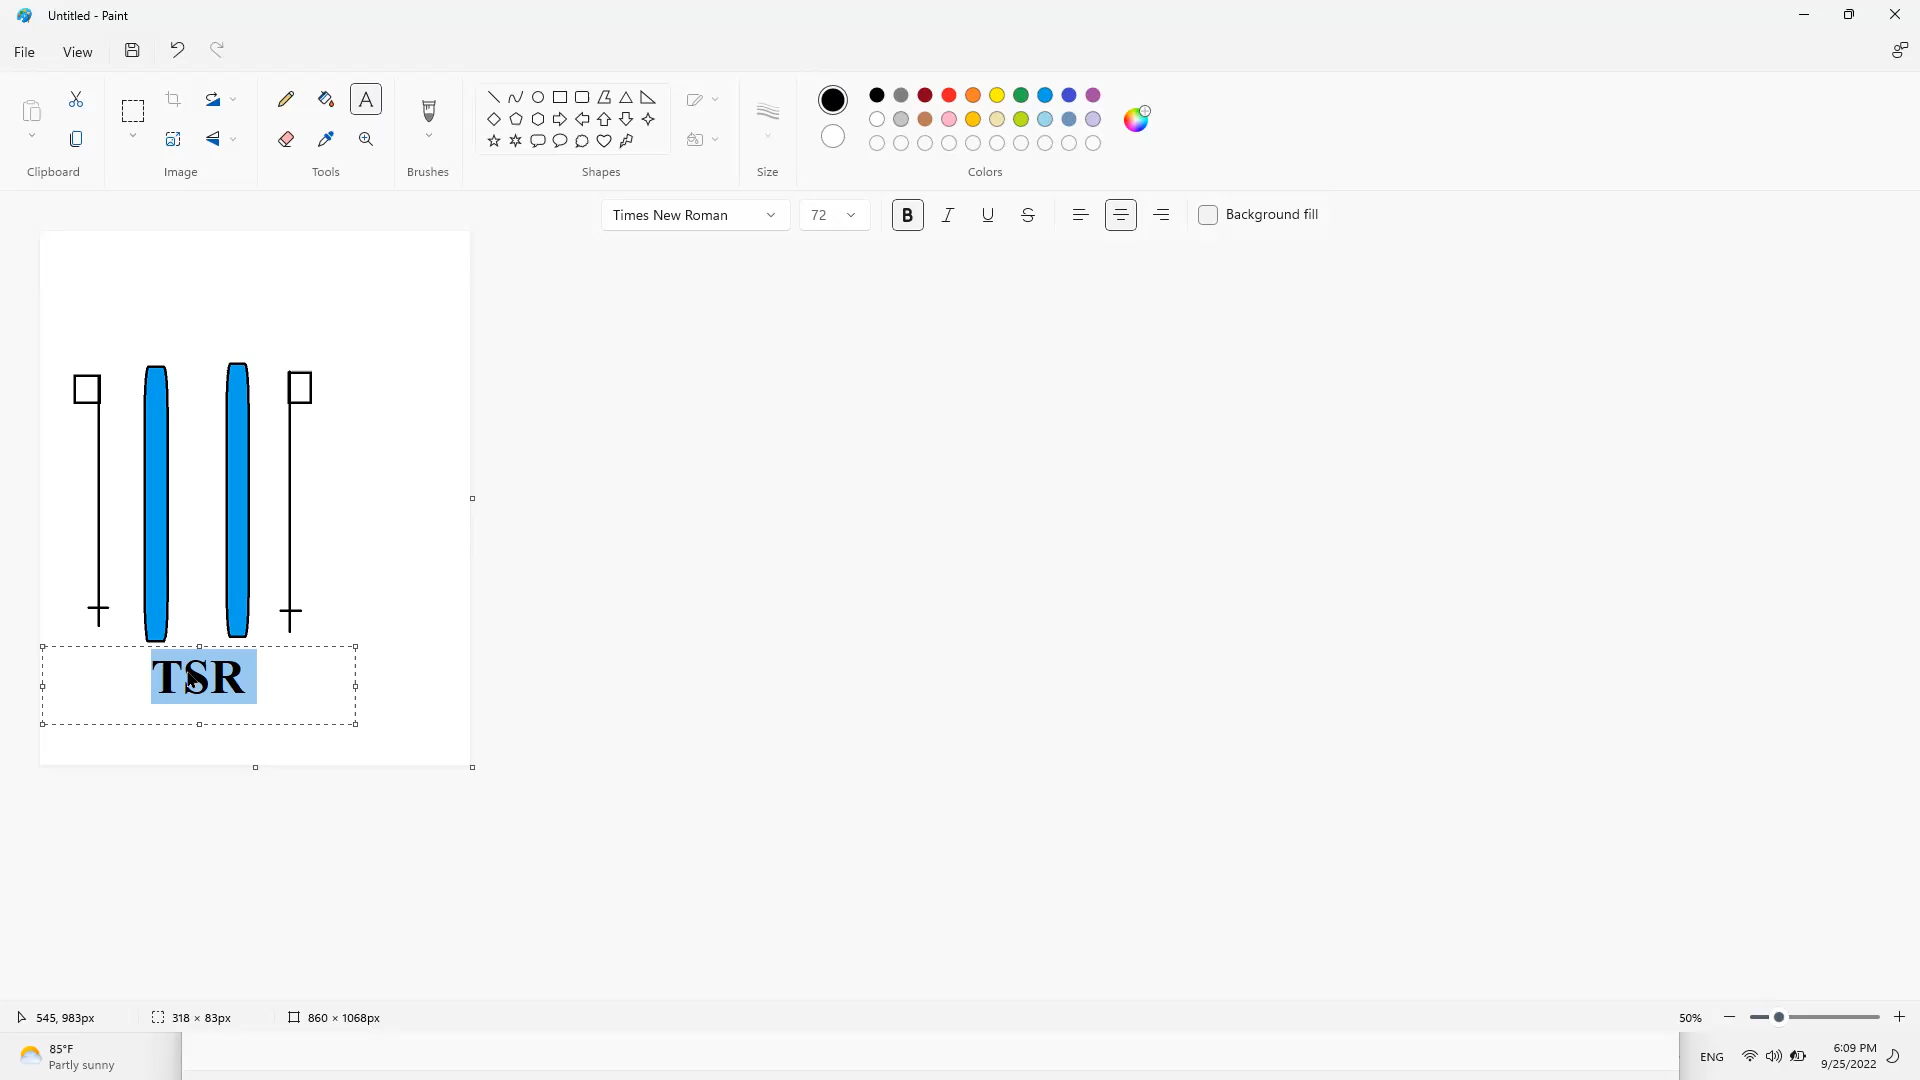 Untitled - Paint
File
View
Clipboard
Image
Tools
Brushes
Shapes
Size
Colors
Times New Roman
72
B
Background fill
TSR
545, 983px
318 × 83px
860 × 1068px
50%
85°F
Partly sunny
ENG
6:09 PM
9/25/2022